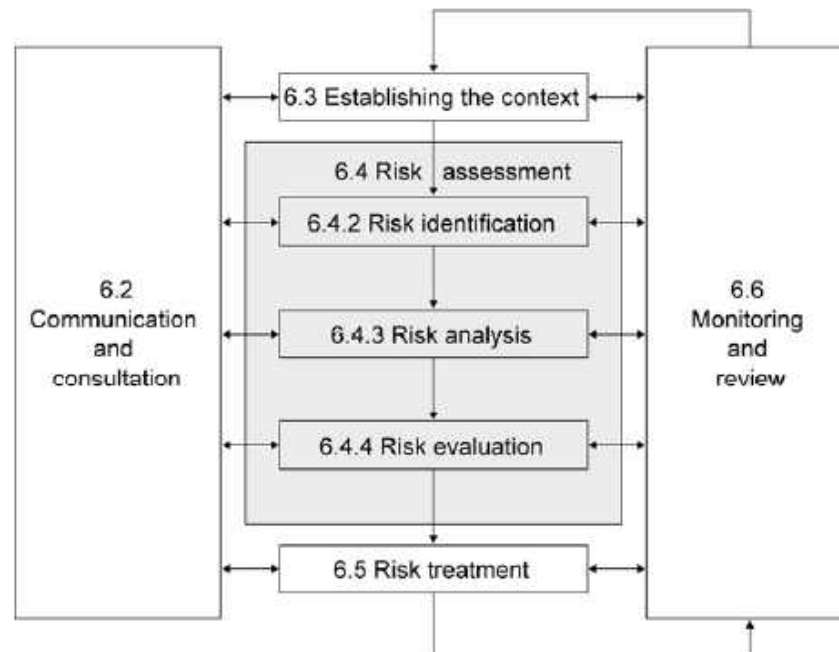 6.3 Establishing the context
6.4 Risk assessment
6.4.2 Risk identification
6.2
Communication
and
consultation
6.4.3 Risk analysis
6.6
Monitoring
and
review
6.4.4 Risk evaluation
6.5 Risk treatment